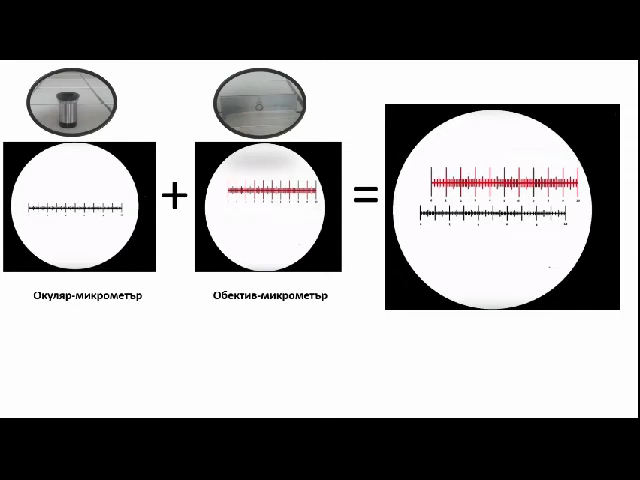 +
=
Окуляр-микрометър
Обектив-микрометър